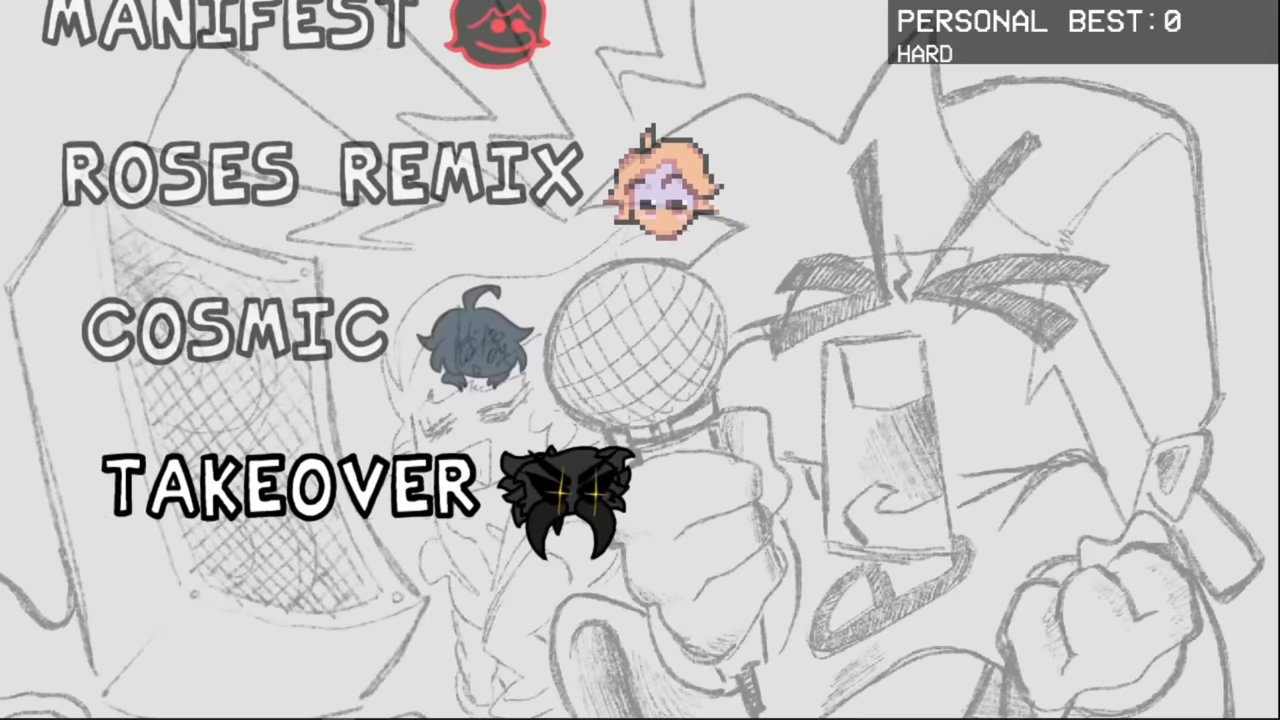 MANIFEST
PERSONAL BEST:0
HARD
ROSES REMIX
COSMIC
TAKEOVER